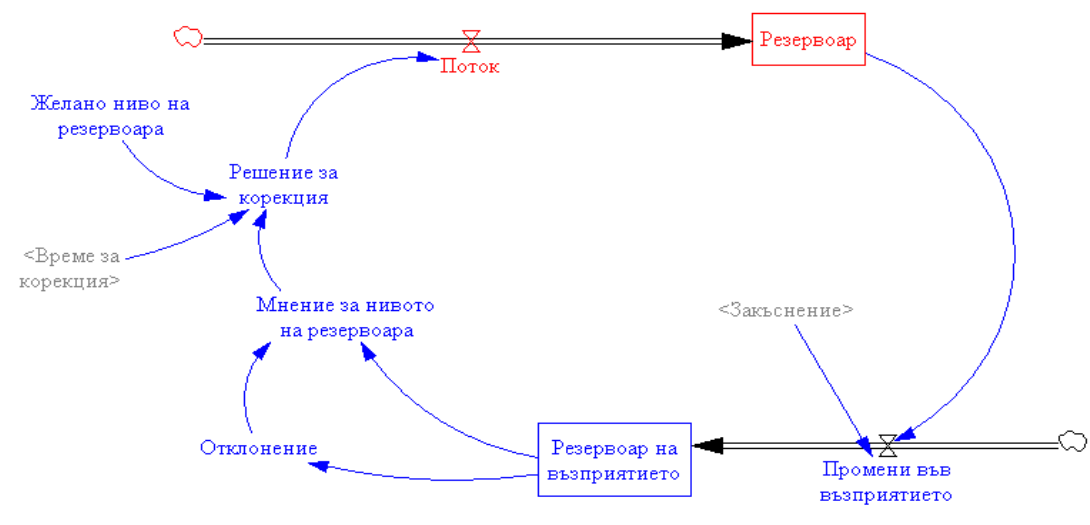 Резервоар
Поток
Желано ниво на
резервоара
Решение за
корекция
<Време за
корекция>
Мнение за нивото
на резервоара
<Закъснение>
Отклонение
Резервоар на
възприятието
Промени във
възприятието